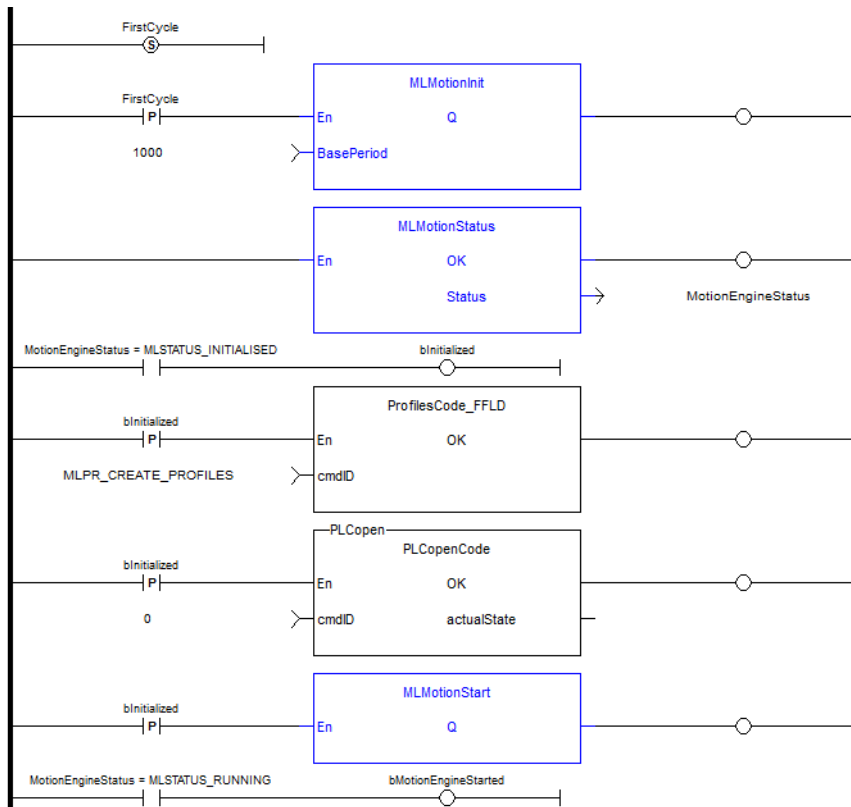 FirstCycle
S
FirstCycle
P
MLMotionInit
En Q
1000 BasePeriod
MLMotionStatus
En OK
Status MotionEngineStatus
MotionEngineStatus = MLSTATUS_INITIALISED bInitialized
ProfilesCode_FFLD
bInitialized
P En OK
MLPR_CREATE_PROFILES cmdID
PLCopen
PLCopenCode
bInitialized
P En OK
0 cmdID actualState
MLMotionStart
bInitialized
P En Q
MotionEngineStatus = MLSTATUS_RUNNING bMotionEngineStarted